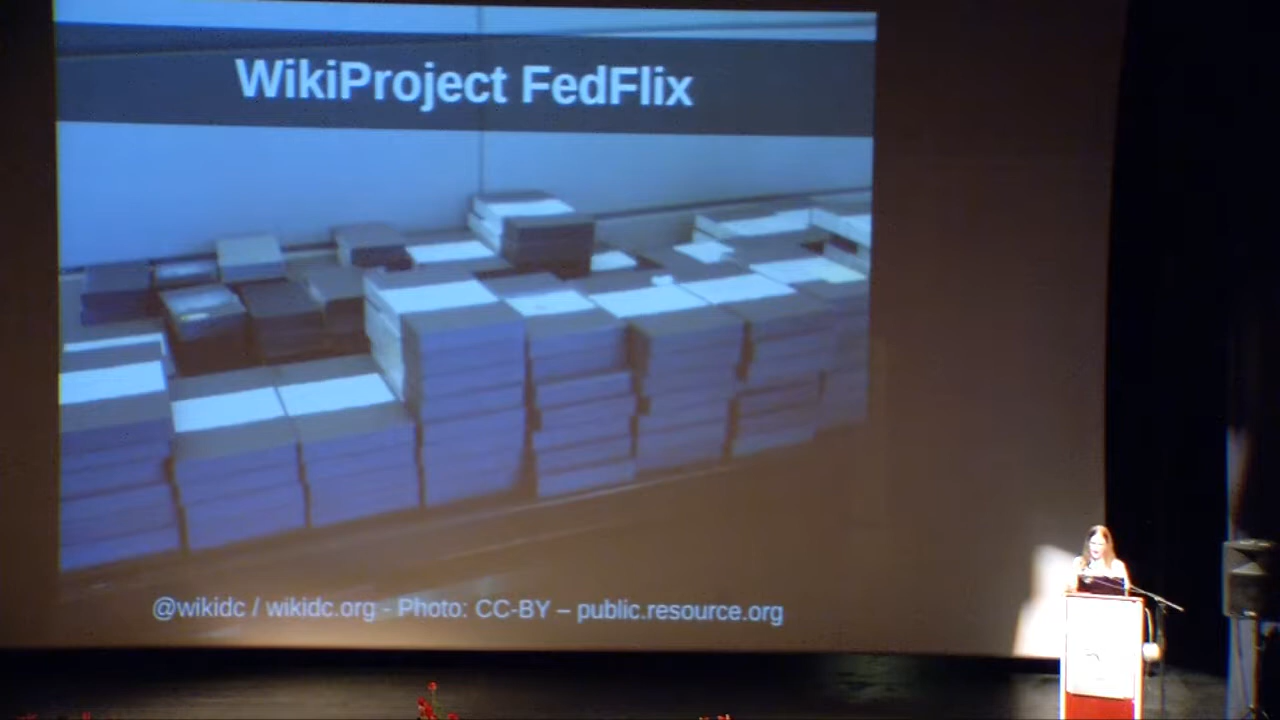 WikiProject FedFlix
@wikidc / wikidc.org - Photo: CC-BY – public.resource.org